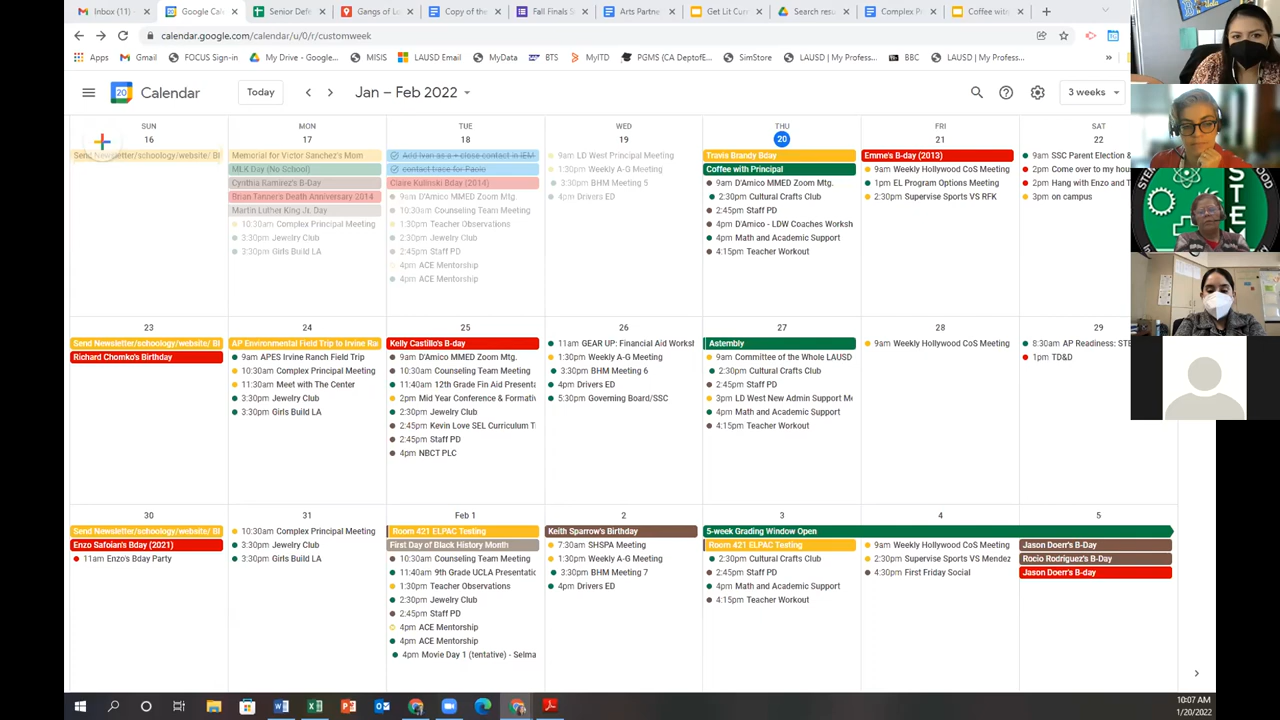 Inbox (11)
Google Cal
Senior Defe
Gangs of Lo
Copy of the
Fall Finals S
Arts Partne
Get Lit Curr
Search resu
Complex P
Coffee with
calendar.google.com/calendar/u/0/r/customweek
Apps
Gmail
FOCUS Sign-in
My Drive - Google...
MISIS
LAUSD Email
MyData
BTS
MyITD
PGMS (CA DeptofE...
SimStore
LAUSD | My Profess...
BBC
LAUSD | My Profess...
20
Calendar
Today
Jan – Feb 2022
3 weeks
SUN
16
Send Newsletter/schoology/website/ Bl
MON
17
Memorial for Victor Sanchez's Mom
MLK Day (No School)
Cynthia Ramirez's B-Day
Brian Tenner's Death Anniversary 2014
Martin Luther King Jr. Day
10:30am Complex Principal Meeting
3:30pm Jewelry Club
3:30pm Girls Build LA
TUE
18
Add Ivan as a + close contact in IEM
contact trace for Paolo
Claire Kulinski Bday (2014)
9am D'Amico MMED Zoom Mtg.
10:30am Counseling Team Meeting
1:30pm Teacher Observations
2:30pm Jewelry Club
2:45pm Staff PD
4pm ACE Mentorship
4pm ACE Mentorship
WED
19
9am LD West Principal Meeting
1:30pm Weekly A-G Meeting
3:30pm BHM Meeting 5
4pm Drivers ED
THU
20
Travis Brandy Bday
Coffee with Principal
9am D'Amico MMED Zoom Mtg.
2:30pm Cultural Crafts Club
2:45pm Staff PD
4pm D'Amico - LDW Coaches Worksh
4pm Math and Academic Support
4:15pm Teacher Workout
FRI
21
Emme's B-day (2013)
9am Weekly Hollywood CoS Meeting
1pm EL Program Options Meeting
2:30pm Supervise Sports VS RFK
SAT
22
9am SSC Parent Election &
2pm Come over to my hou
2pm Hang with Enzo and T
3pm on campus
23
Send Newsletter/schoology/website/ Bl
Richard Chomko's Birthday
24
AP Environmental Field Trip to Irvine Ra
9am APES Irvine Ranch Field Trip
10:30am Complex Principal Meeting
11:30am Meet with The Center
3:30pm Jewelry Club
3:30pm Girls Build LA
25
Kelly Castillo's B-day
9am D'Amico MMED Zoom Mtg.
10:30am Counseling Team Meeting
11:40am 12th Grade Fin Aid Presenta
2pm Mid Year Conference & Formativ
2:30pm Jewelry Club
2:45pm Kevin Love SEL Curriculum T
2:45pm Staff PD
4pm NBCT PLC
26
11am GEAR UP: Financial Aid Workst
1:30pm Weekly A-G Meeting
3:30pm BHM Meeting 6
4pm Drivers ED
5:30pm Governing Board/SSC
27
Astembly
9am Committee of the Whole LAUSD
2:30pm Cultural Crafts Club
2:45pm Staff PD
3pm LD West New Admin Support Me
4pm Math and Academic Support
4:15pm Teacher Workout
28
9am Weekly Hollywood CoS Meeting
29
8:30am AP Readiness: STE
1pm TD&D
30
Send Newsletter/schoology/website/ Bl
Enzo Safoian's Bday (2021)
11am Enzo's Bday Party
31
10:30am Complex Principal Meeting
3:30pm Jewelry Club
3:30pm Girls Build LA
Feb 1
Room 421 ELPAC Testing
First Day of Black History Month
10:30am Counseling Team Meeting
11:40am 9th Grade UCLA Presentatio
1:30pm Teacher Observations
2:30pm Jewelry Club
2:45pm Staff PD
4pm ACE Mentorship
4pm ACE Mentorship
4pm Movie Day 1 (tentative) - Selma
2
Keith Sparrow's Birthday
7:30am SHSPA Meeting
1:30pm Weekly A-G Meeting
3:30pm BHM Meeting 7
4pm Drivers ED
3
5-week Grading Window Open
Room 421 ELPAC Testing
2:30pm Cultural Crafts Club
2:45pm Staff PD
4pm Math and Academic Support
4:15pm Teacher Workout
4
9am Weekly Hollywood CoS Meeting
2:30pm Supervise Sports VS Mendez
4:30pm First Friday Social
5
Jason Doerr's B-Day
Rocio Rodriguez's B-Day
Jason Doerr's B-day
STEM
10:07 AM
1/20/2022